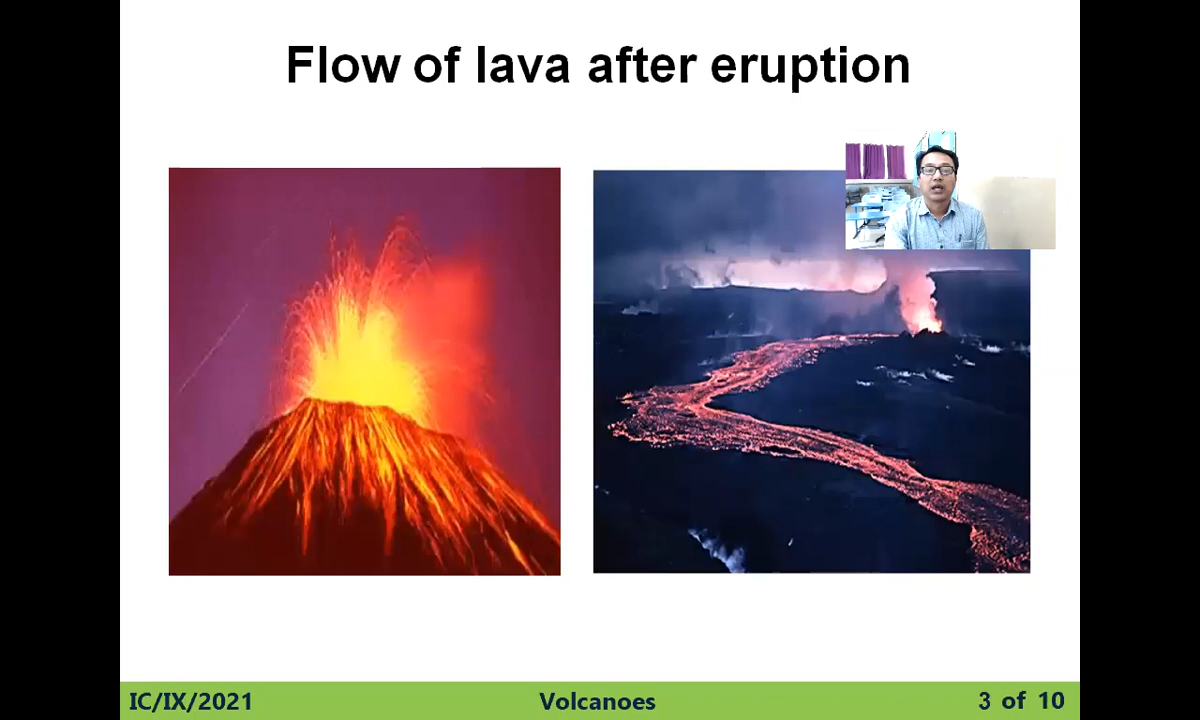 Flow of lava after eruption
IC/IX/2021
Volcanoes
3 of 10